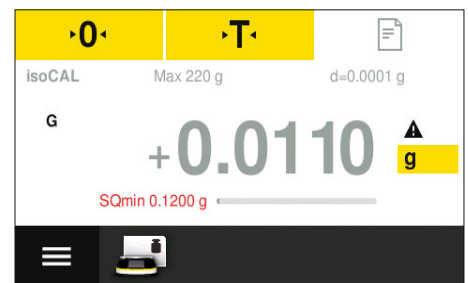 0 T
isoCAL Max 220 g d=0.0001 g
G
+0.0110 g
SQmin 0.1200 g